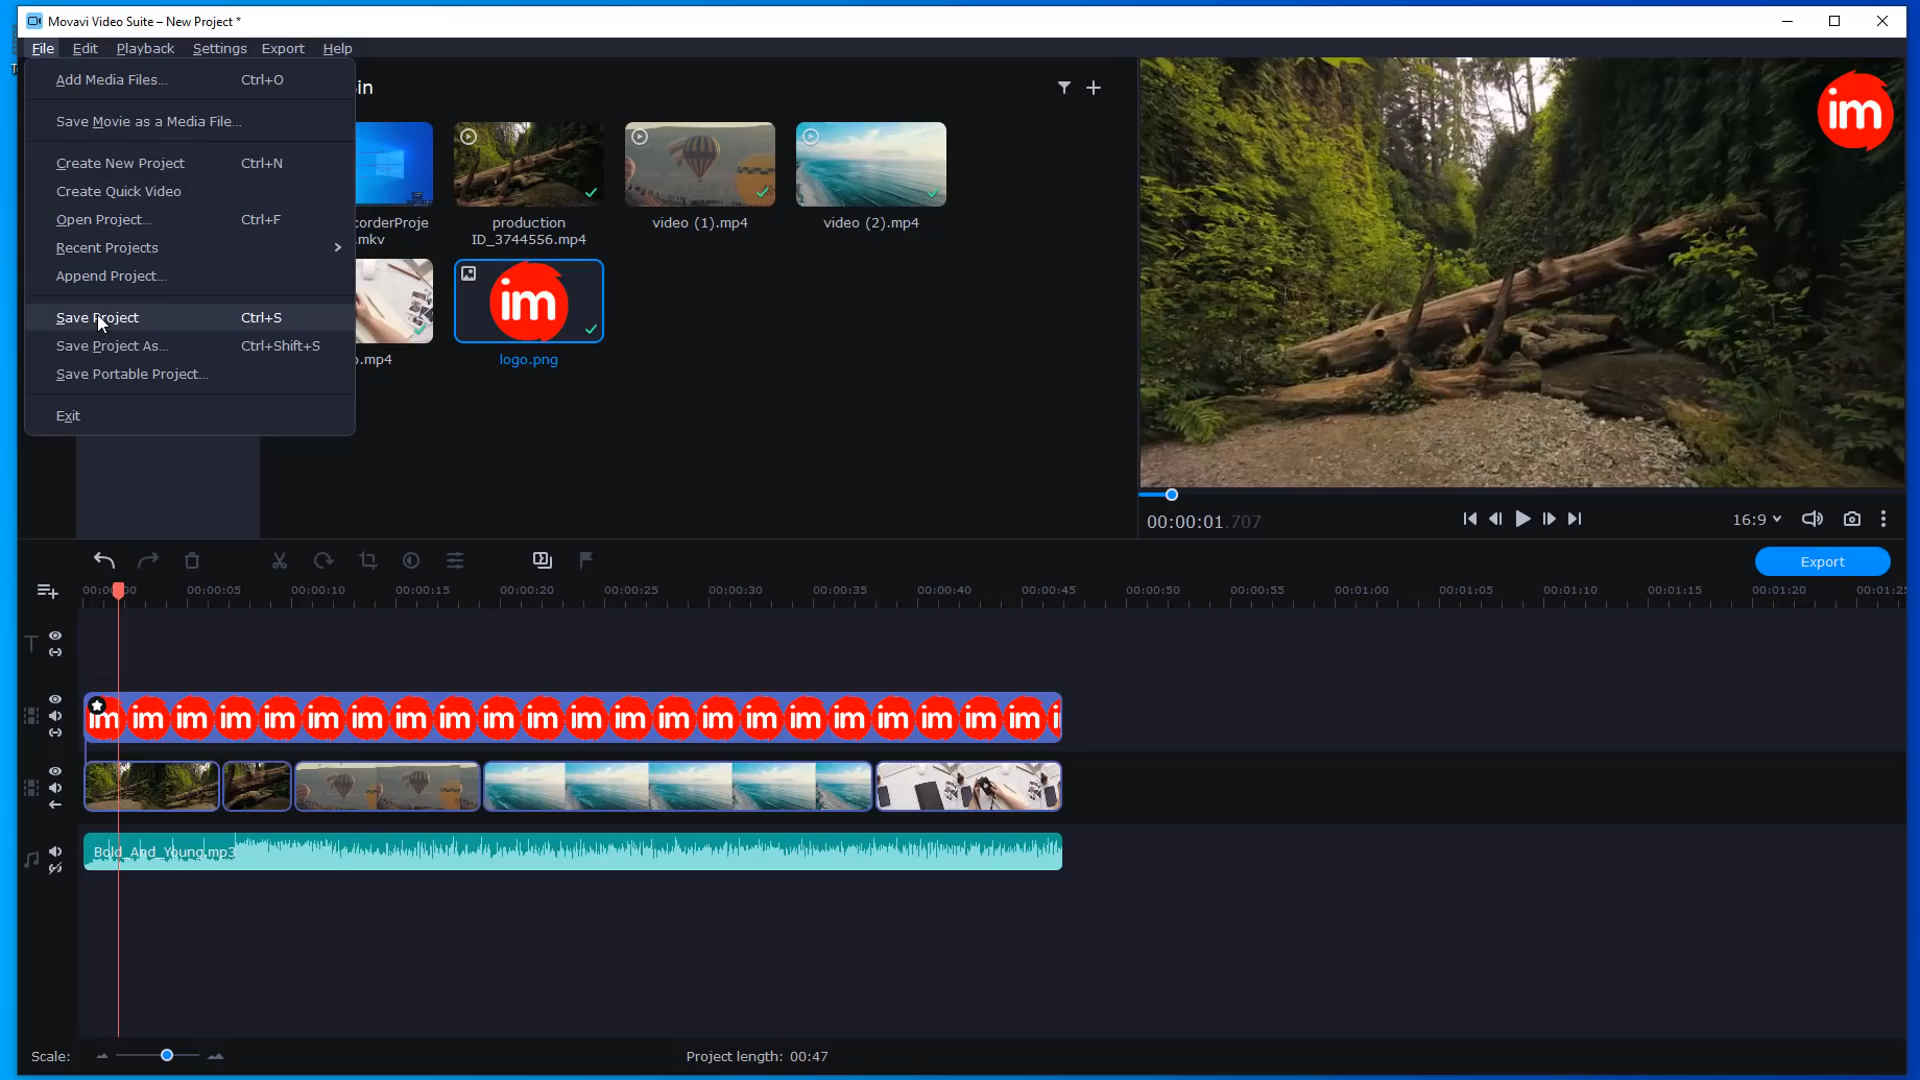 Movavi Video Suite – New Project *
File Edit Playback Settings Export Help
Add Media Files... Ctrl+O
Save Movie as a Media File...
Create New Project Ctrl+N
Create Quick Video
Open Project... Ctrl+F
Recent Projects
Append Project...
Save Project Ctrl+S
Save Project As... Ctrl+Shift+S
Save Portable Project...
Exit
in
corderProje
.mkv
production
ID_3744556.mp4
video (1).mp4
video (2).mp4
.mp4
im
logo.png
im
00:00:01.707
16:9
Export
00:00:05 00:00:10 00:00:15 00:00:20 00:00:25 00:00:30 00:00:35 00:00:40 00:00:45 00:00:50 00:00:55 00:01:00 00:01:05 00:01:10 00:01:15 00:01:20
im im im im im im im im im im im im im im im im im im im im im im
Bold_And_Young.mp3
Scale:
Project length: 00:47